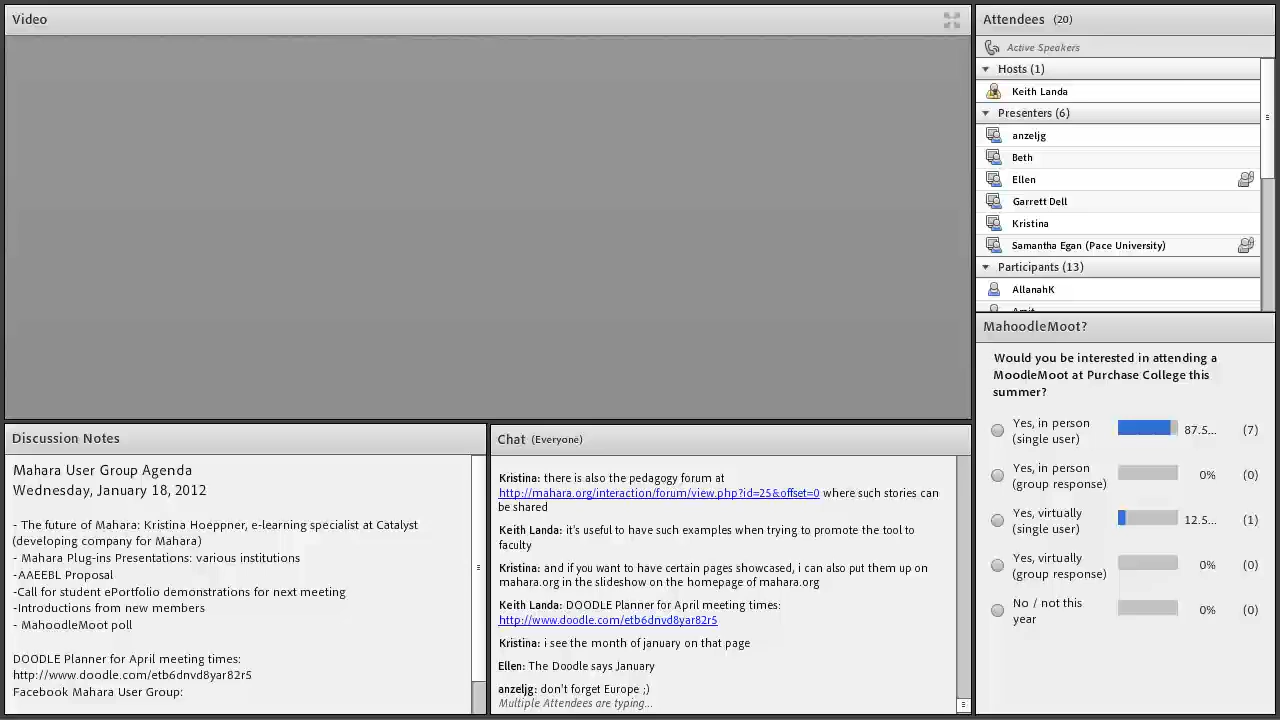 Video
Attendees (20)
Active Speakers
Hosts (1)
Keith Landa
Presenters (6)
anzeljg
Beth
Ellen
Garrett Dell
Kristina
Samantha Egan (Pace University)
Participants (13)
AllanahK
MahoodleMoot?
Would you be interested in attending a
MoodleMoot at Purchase College this
summer?
Yes, in person
(single user)
87.5... (7)
Yes, in person
(group response)
0% (0)
Yes, virtually
(single user)
12.5... (1)
Yes, virtually
(group response)
0% (0)
No / not this
year
0% (0)
Discussion Notes
Mahara User Group Agenda
Wednesday, January 18, 2012
- The future of Mahara: Kristina Hoeppner, e-learning specialist at Catalyst
(developing company for Mahara)
- Mahara Plug-ins Presentations: various institutions
-AAEEBL Proposal
-Call for student ePortfolio demonstrations for next meeting
-Introductions from new members
- MahoodleMoot poll
DOODLE Planner for April meeting times:
http://www.doodle.com/etb6dnvd8yar82r5
Facebook Mahara User Group:
Chat (Everyone)
Kristina: there is also the pedagogy forum at
http://mahara.org/interaction/forum/view.php?id=25&offset=0 where such stories can
be shared
Keith Landa: it's useful to have such examples when trying to promote the tool to
faculty
Kristina: and if you want to have certain pages showcased, i can also put them up on
mahara.org in the slideshow on the homepage of mahara.org
Keith Landa: DOODLE Planner for April meeting times:
http://www.doodle.com/etb6dnvd8yar82r5
Kristina: i see the month of january on that page
Ellen: The Doodle says January
anzeljg: don't forget Europe ;)
Multiple Attendees are typing...